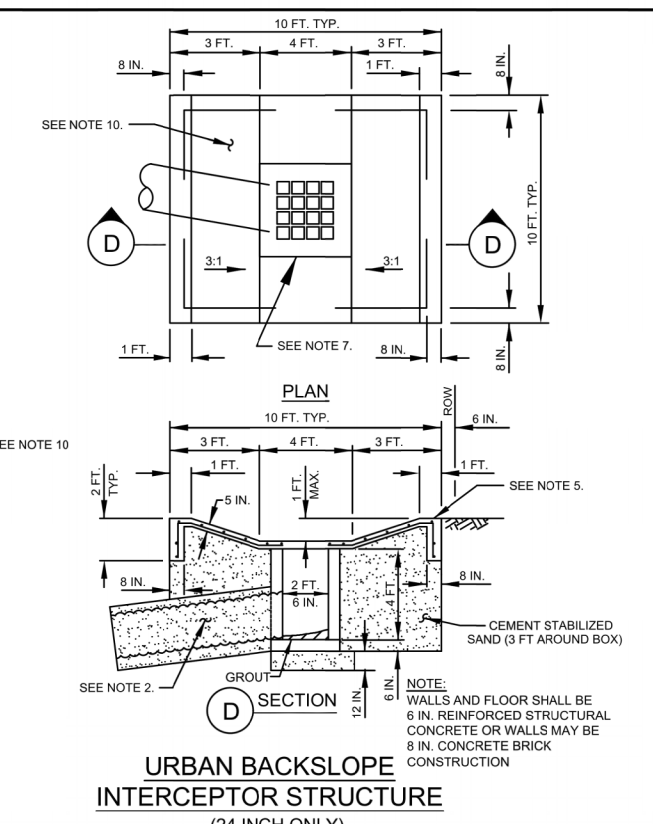 10 FT. TYP.
3 FT. 4 FT. 3 FT.
8 IN. 1 FT. 8 IN.
SEE NOTE 10.
10 FT. TYP.
D D
3:1 3:1
1 FT. SEE NOTE 7. 8 IN. 8 IN.
PLAN
10 FT. TYP. ROW 6 IN.
EE NOTE 10
3 FT. 4 FT. 3 FT.
2 FT. TYP.
1 FT. 1 FT. MAX. 1 FT.
SEE NOTE 5.
5 IN.
8 IN. 2 FT. 8 IN.
6 IN. 4 FT.
CEMENT STABILIZED
SAND (3 FT AROUND BOX)
GROUT
SEE NOTE 2.
D SECTION 12 IN. 6 IN.
NOTE:
WALLS AND FLOOR SHALL BE
6 IN. REINFORCED STRUCTURAL
CONCRETE OR WALLS MAY BE
8 IN. CONCRETE BRICK
CONSTRUCTION
URBAN BACKSLOPE
INTERCEPTOR STRUCTURE
(24 INCH ONLY)